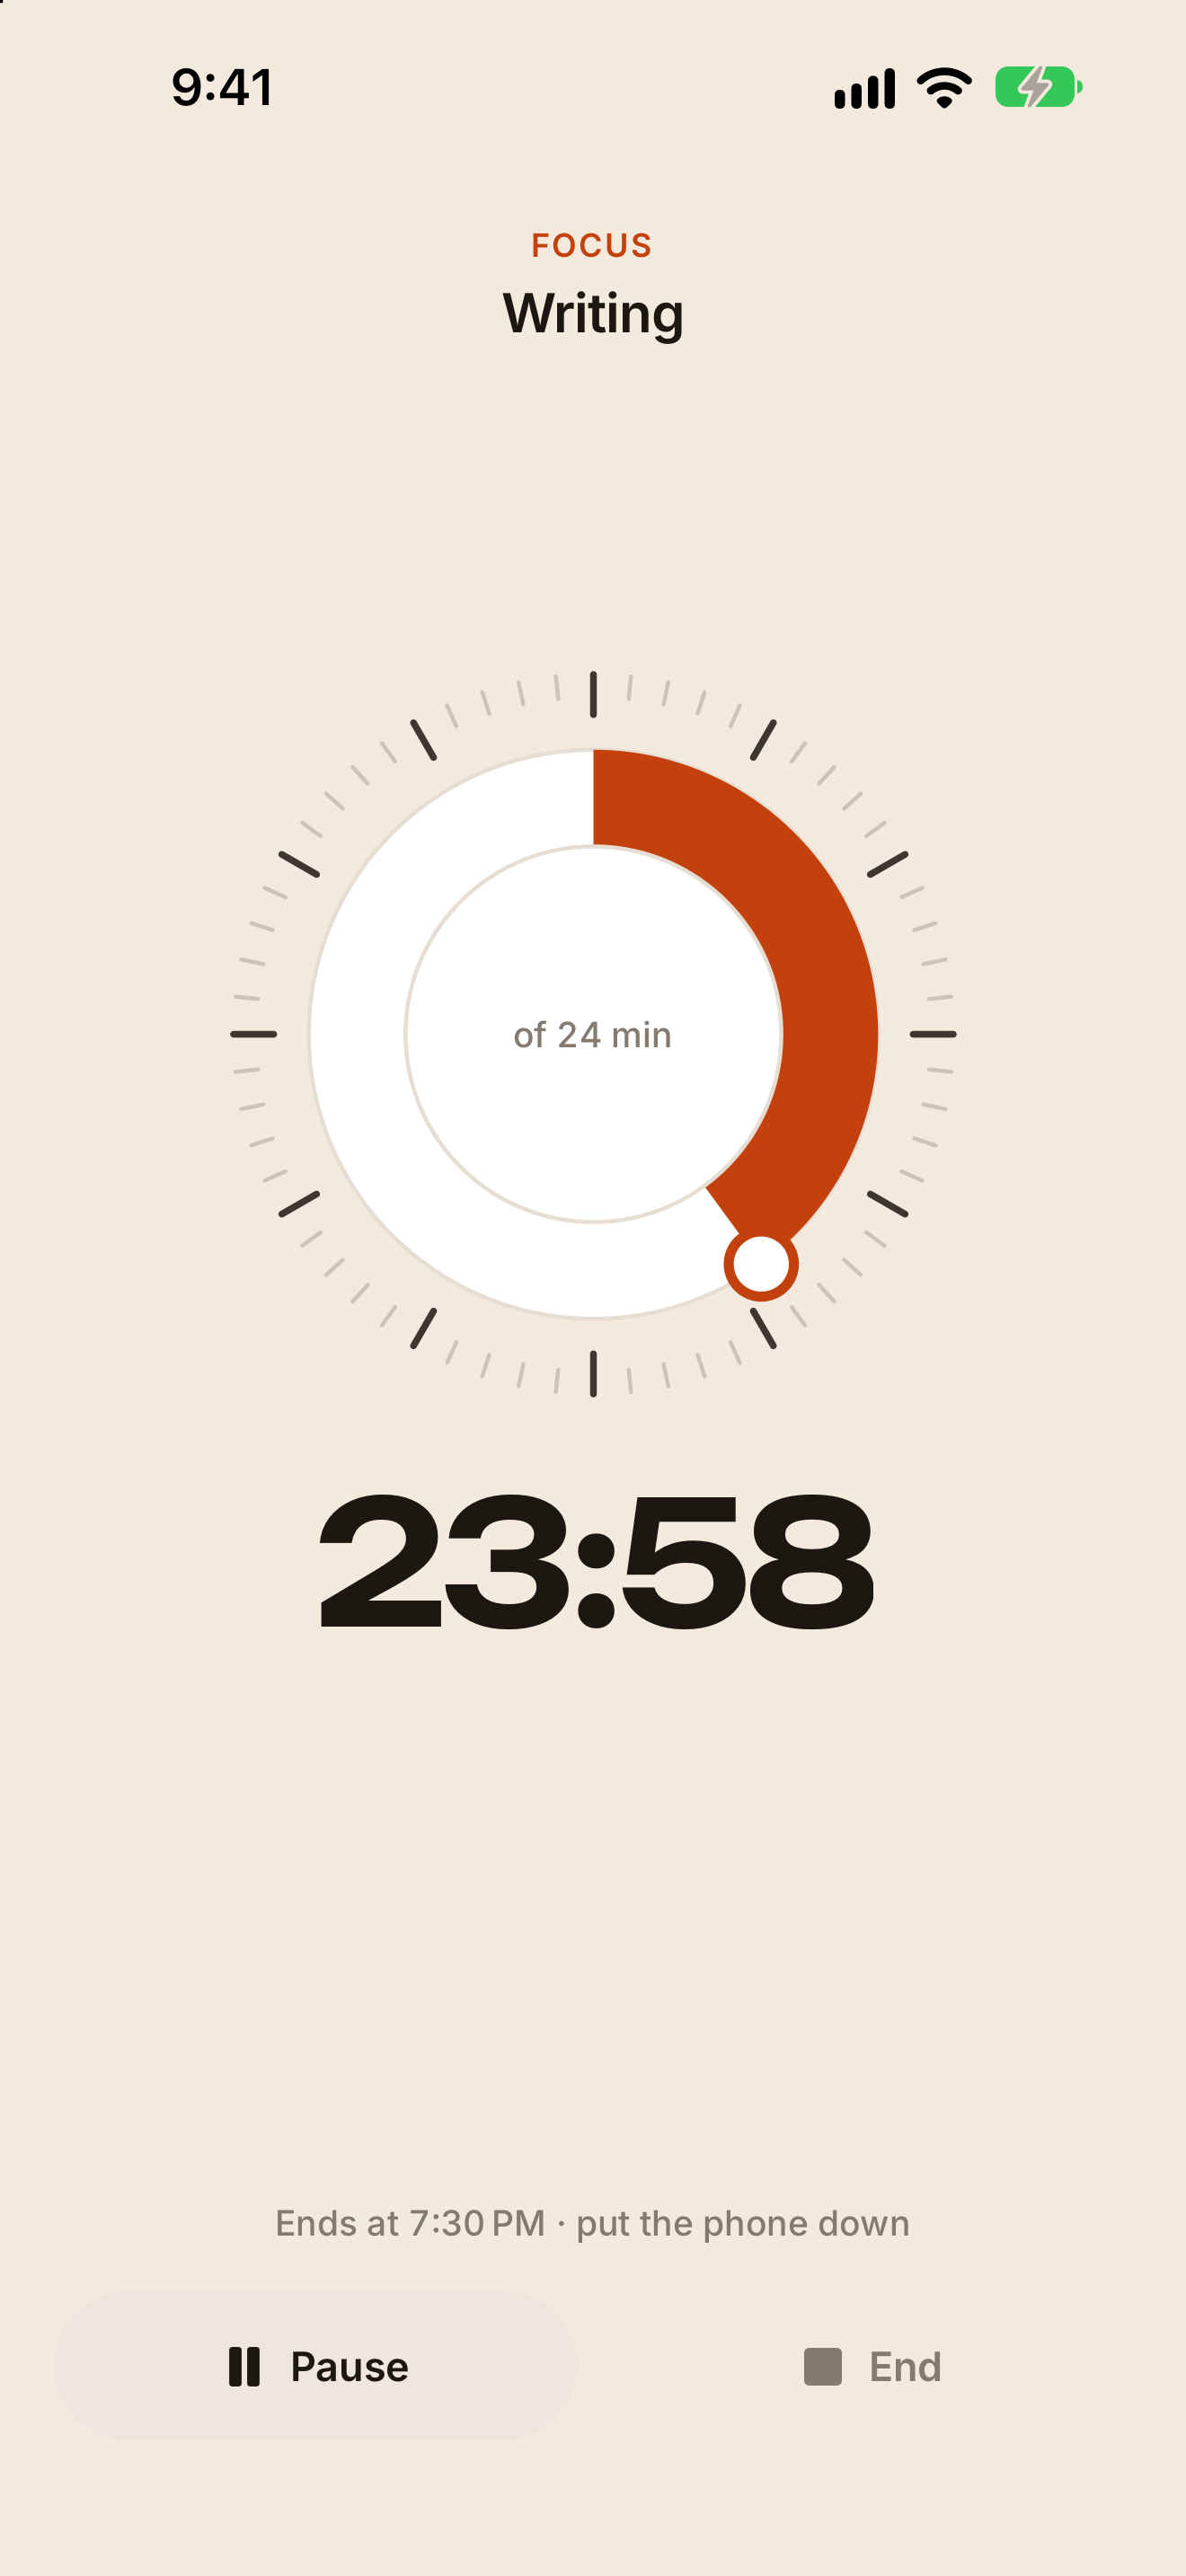 9:41
FOCUS
Writing
of 24 min
23:58
Ends at 7:30 PM · put the phone down
Pause
End